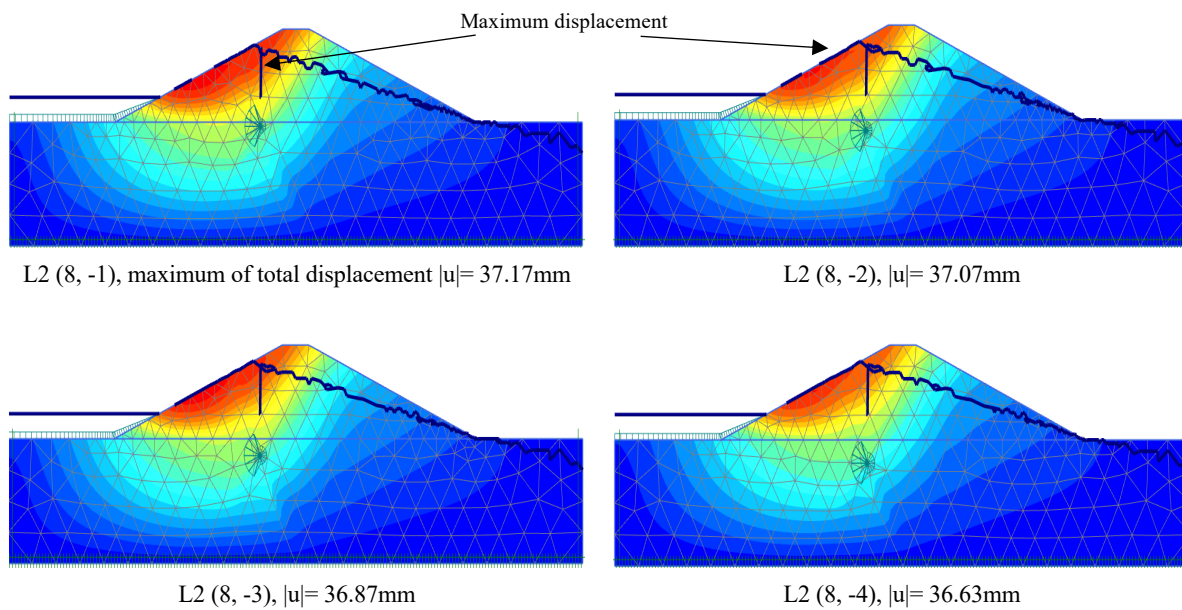 Maximum displacement
L2 (8, -1), maximum of total displacement |u|= 37.17mm
L2 (8, -2), |u|= 37.07mm
L2 (8, -3), |u|= 36.87mm
L2 (8, -4), |u|= 36.63mm